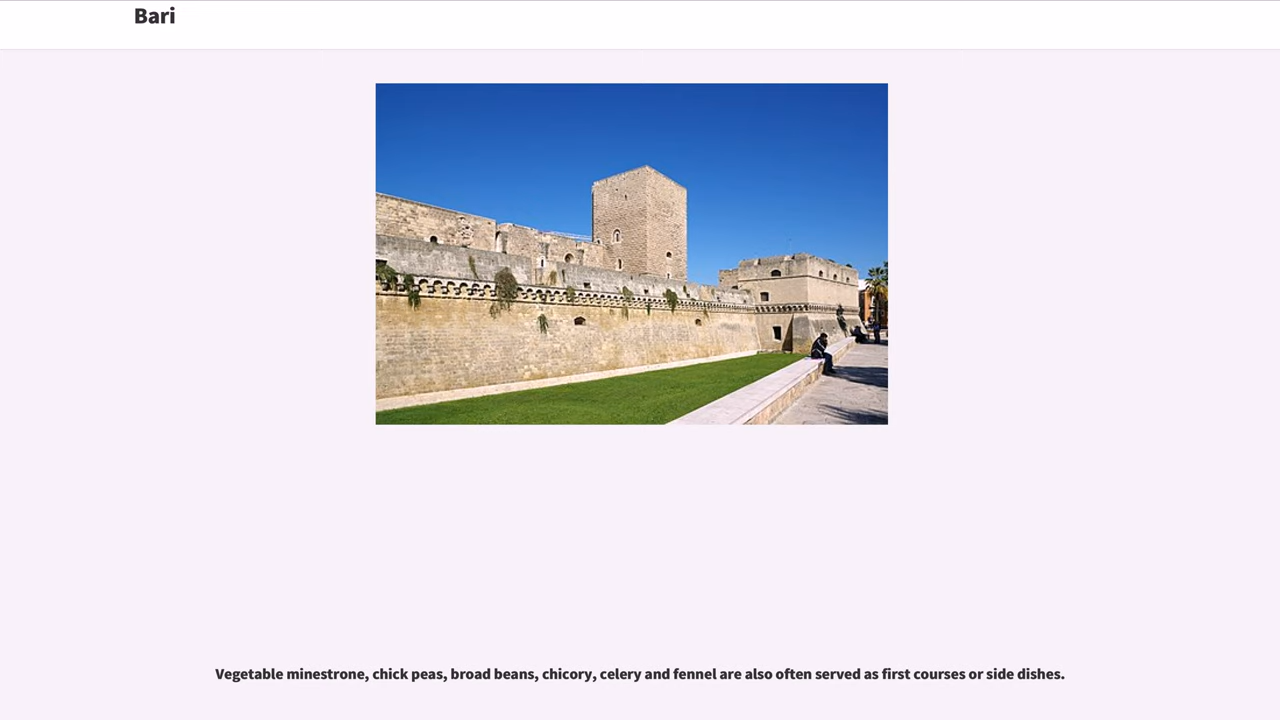 Bari
Vegetable minestrone, chick peas, broad beans, chicory, celery and fennel are also often served as first courses or side dishes.